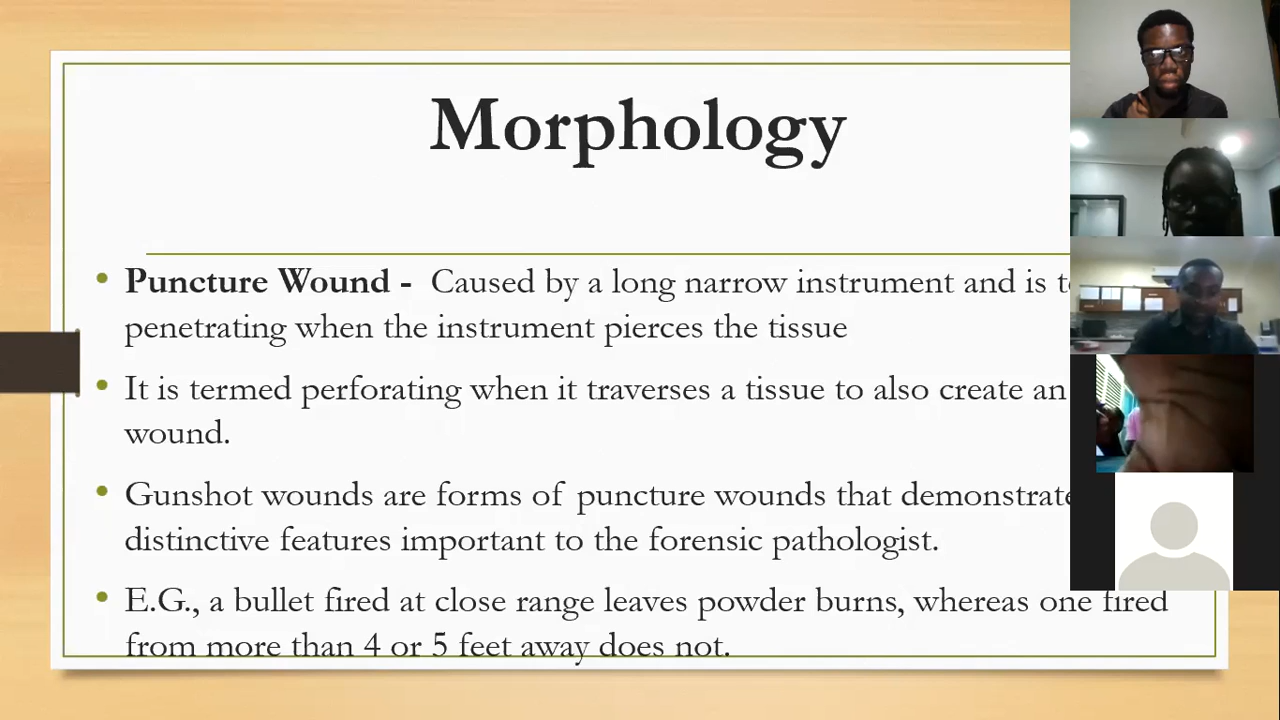 Morphology
• Puncture Wound - Caused by a long narrow instrument and is
penetrating when the instrument pierces the tissue
• It is termed perforating when it traverses a tissue to also create an
wound.
• Gunshot wounds are forms of puncture wounds that demonstrate
distinctive features important to the forensic pathologist.
• E.G., a bullet fired at close range leaves powder burns, whereas one fired
from more than 4 or 5 feet away does not.